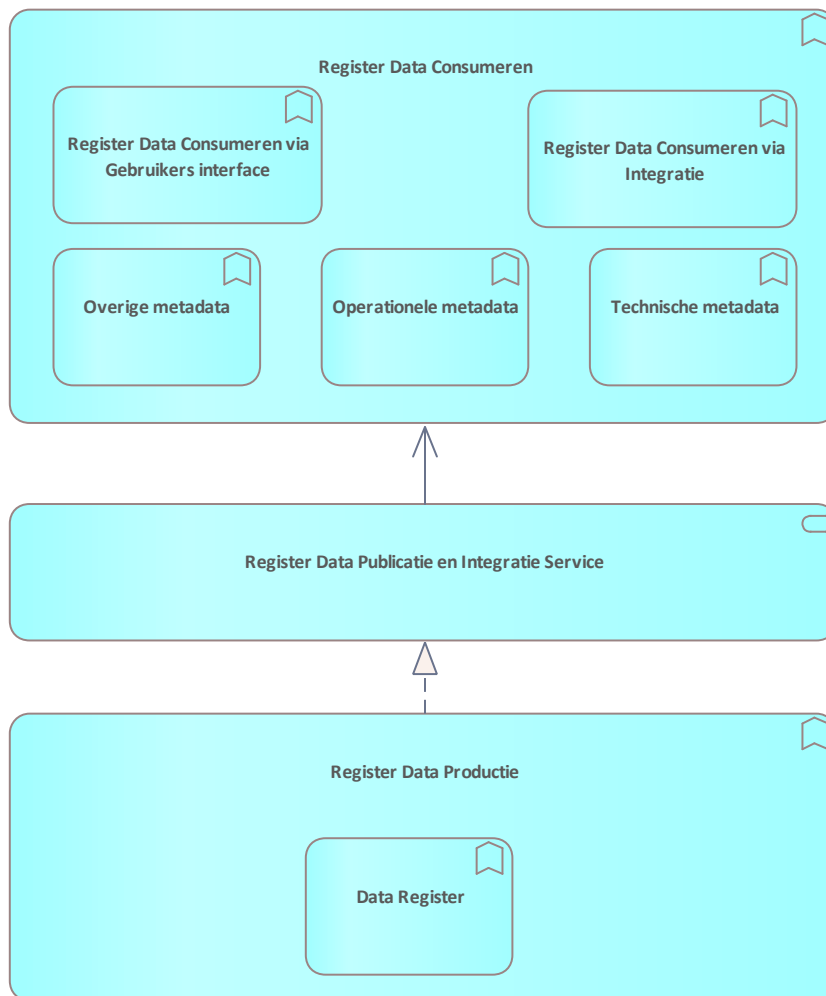 Register Data Consumeren
Register Data Consumeren via
Gebruikers interface
Register Data Consumeren via
Integratie
Overige metadata
Operationele metadata
Technische metadata
Register Data Publicatie en Integratie Service
Register Data Productie
Data Register